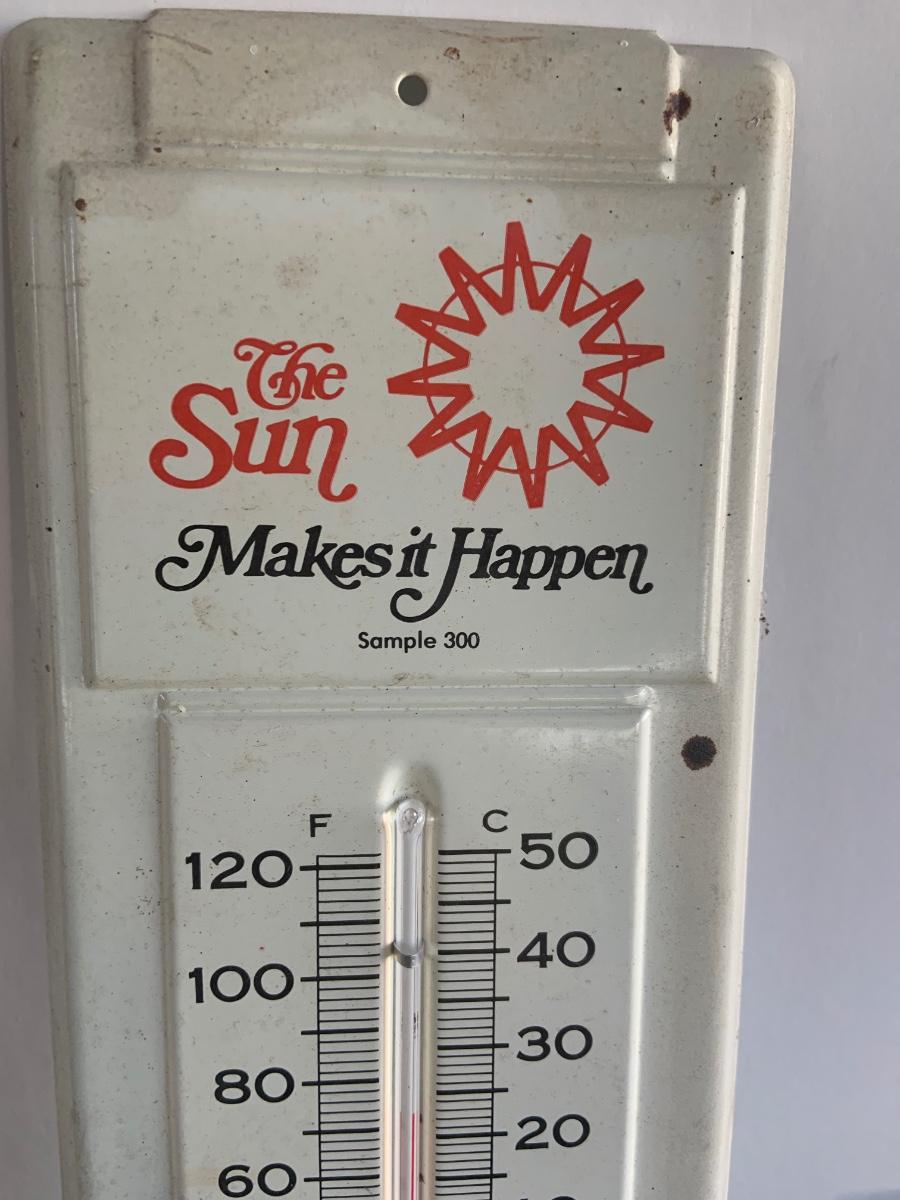 The
Sun
Makes it Happen
Sample 300
F C
120 50
100 40
80 30
60 20